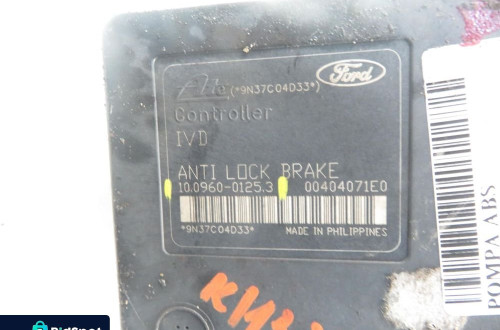 Ate (*9N37C04D33*) Ford
Controller
IVD
ANTI LOCK BRAKE
10.0960-0125.3 00404071E0
*9N37C04D33*
MADE IN PHILIPPINES
POMPA ABS
BidSpot